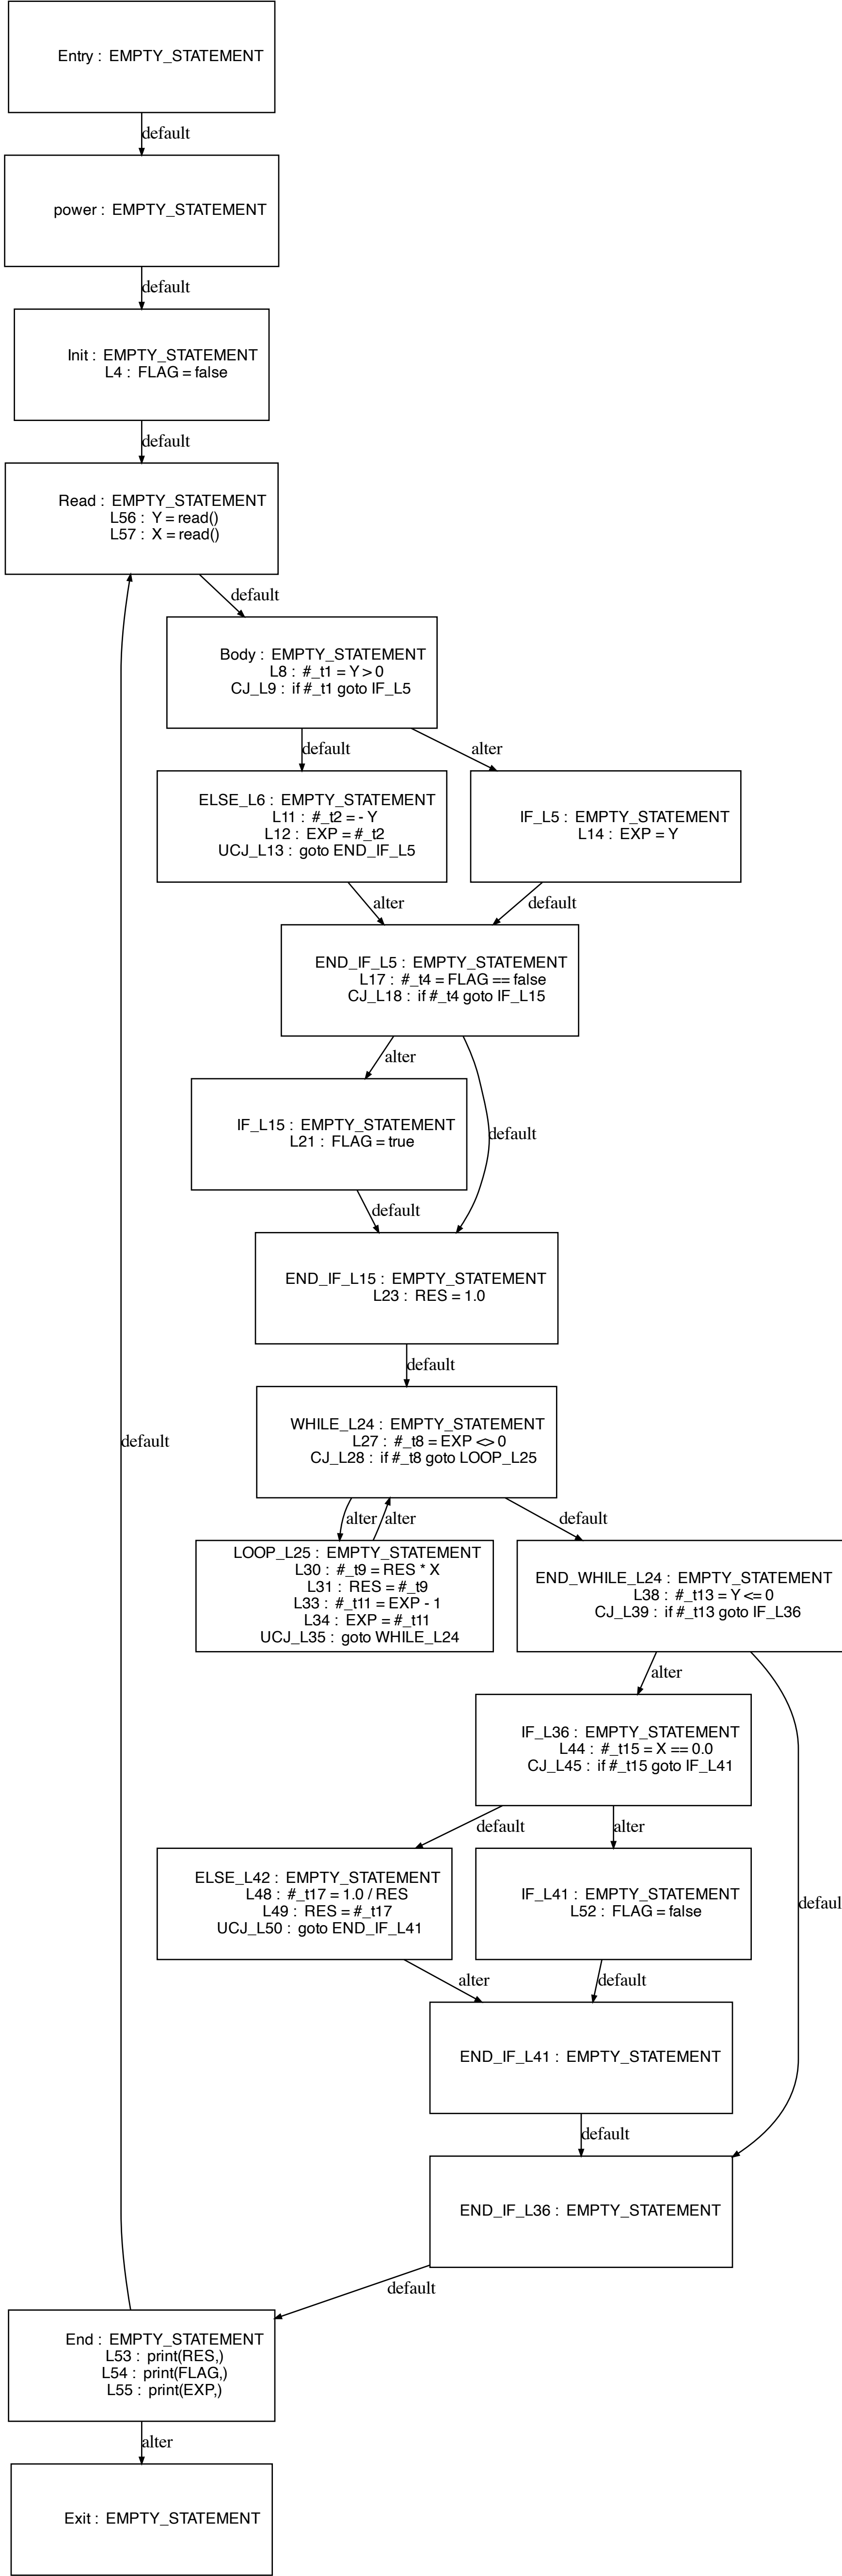 Entry : EMPTY_STATEMENT
default
power : EMPTY_STATEMENT
default
Init : EMPTY_STATEMENT
L4 : FLAG = false
default
Read : EMPTY_STATEMENT
L56 : Y = read()
L57 : X = read()
default
Body : EMPTY_STATEMENT
L8 : #_t1 = Y > 0
CJ_L9 : if #_t1 goto IF_L5
default
alter
ELSE_L6 : EMPTY_STATEMENT
L11 : #_t2 = - Y
L12 : EXP = #_t2
UCJ_L13 : goto END_IF_L5
IF_L5 : EMPTY_STATEMENT
L14 : EXP = Y
alter
default
END_IF_L5 : EMPTY_STATEMENT
L17 : #_t4 = FLAG == false
CJ_L18 : if #_t4 goto IF_L15
alter
default
IF_L15 : EMPTY_STATEMENT
L21 : FLAG = true
default
END_IF_L15 : EMPTY_STATEMENT
L23 : RES = 1.0
default
WHILE_L24 : EMPTY_STATEMENT
L27 : #_t8 = EXP <> 0
CJ_L28 : if #_t8 goto LOOP_L25
default
alter
alter
default
LOOP_L25 : EMPTY_STATEMENT
L30 : #_t9 = RES * X
L31 : RES = #_t9
L33 : #_t11 = EXP - 1
L34 : EXP = #_t11
UCJ_L35 : goto WHILE_L24
END_WHILE_L24 : EMPTY_STATEMENT
L38 : #_t13 = Y <= 0
CJ_L39 : if #_t13 goto IF_L36
alter
IF_L36 : EMPTY_STATEMENT
L44 : #_t15 = X == 0.0
CJ_L45 : if #_t15 goto IF_L41
default
alter
ELSE_L42 : EMPTY_STATEMENT
L48 : #_t17 = 1.0 / RES
L49 : RES = #_t17
UCJ_L50 : goto END_IF_L41
IF_L41 : EMPTY_STATEMENT
L52 : FLAG = false
defaul
alter
default
END_IF_L41 : EMPTY_STATEMENT
default
END_IF_L36 : EMPTY_STATEMENT
default
End : EMPTY_STATEMENT
L53 : print(RES,)
L54 : print(FLAG,)
L55 : print(EXP,)
alter
Exit : EMPTY_STATEMENT